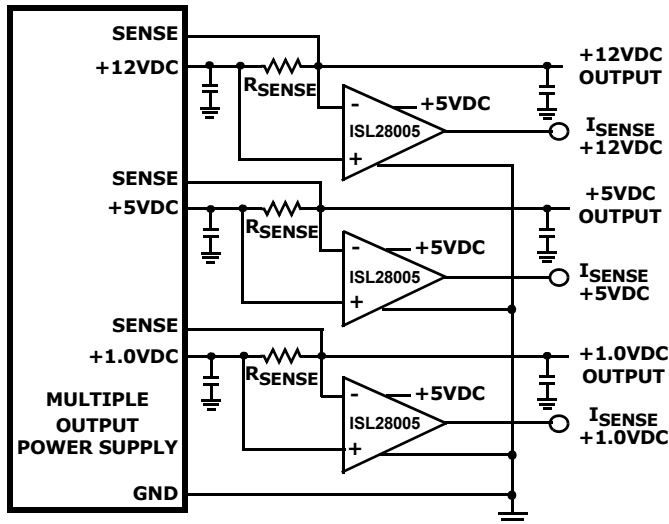 SENSE
+12VDC
RSENSE
+12VDC
OUTPUT
-
+5VDC
ISL28005
+
ISENSE
+12VDC
SENSE
+5VDC
RSENSE
+5VDC
OUTPUT
-
+5VDC
ISL28005
+
ISENSE
+5VDC
SENSE
+1.0VDC
RSENSE
+1.0VDC
OUTPUT
-
+5VDC
ISL28005
+
ISENSE
+1.0VDC
MULTIPLE
OUTPUT
POWER SUPPLY
GND